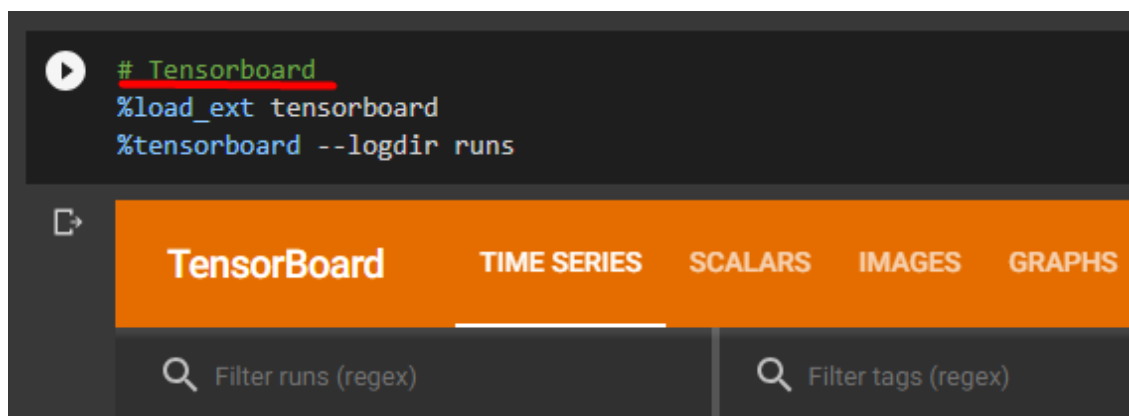 # Tensorboard
%load_ext tensorboard
%tensorboard --logdir runs
TensorBoard TIME SERIES SCALARS IMAGES GRAPHS
Filter runs (regex) Filter tags (regex)